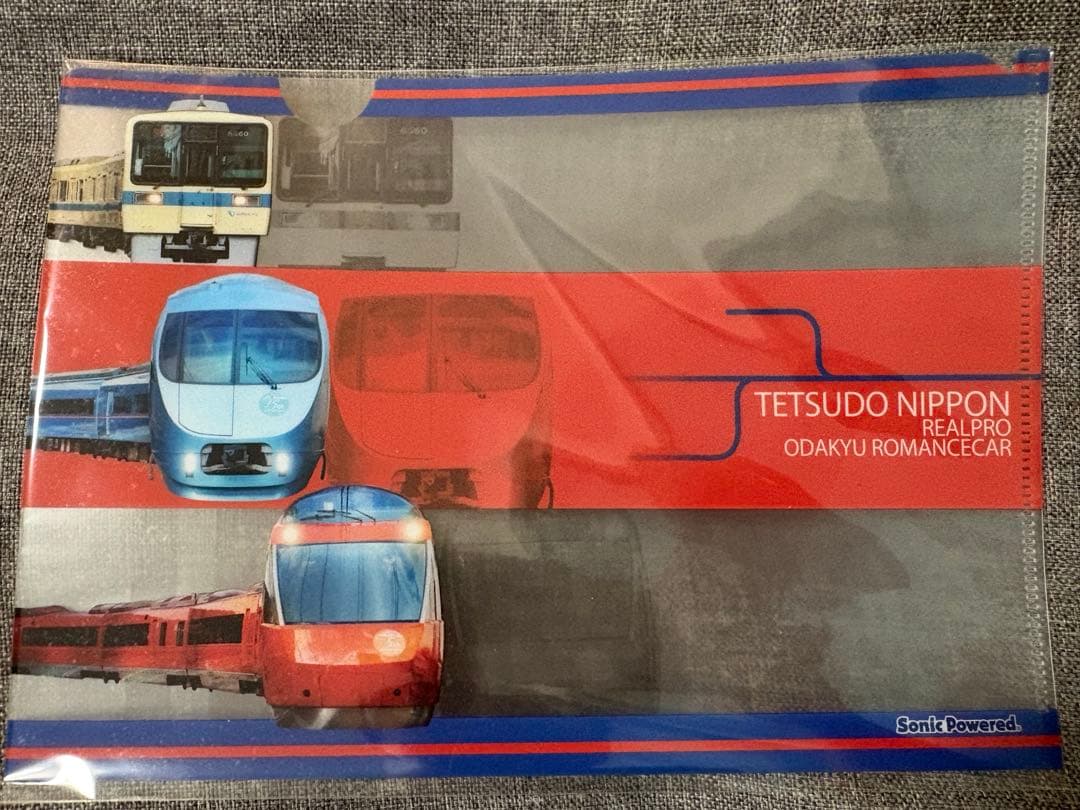 TETSUDO NIPPON
REALPRO
ODAKYU ROMANCECAR
Sonic Powered.